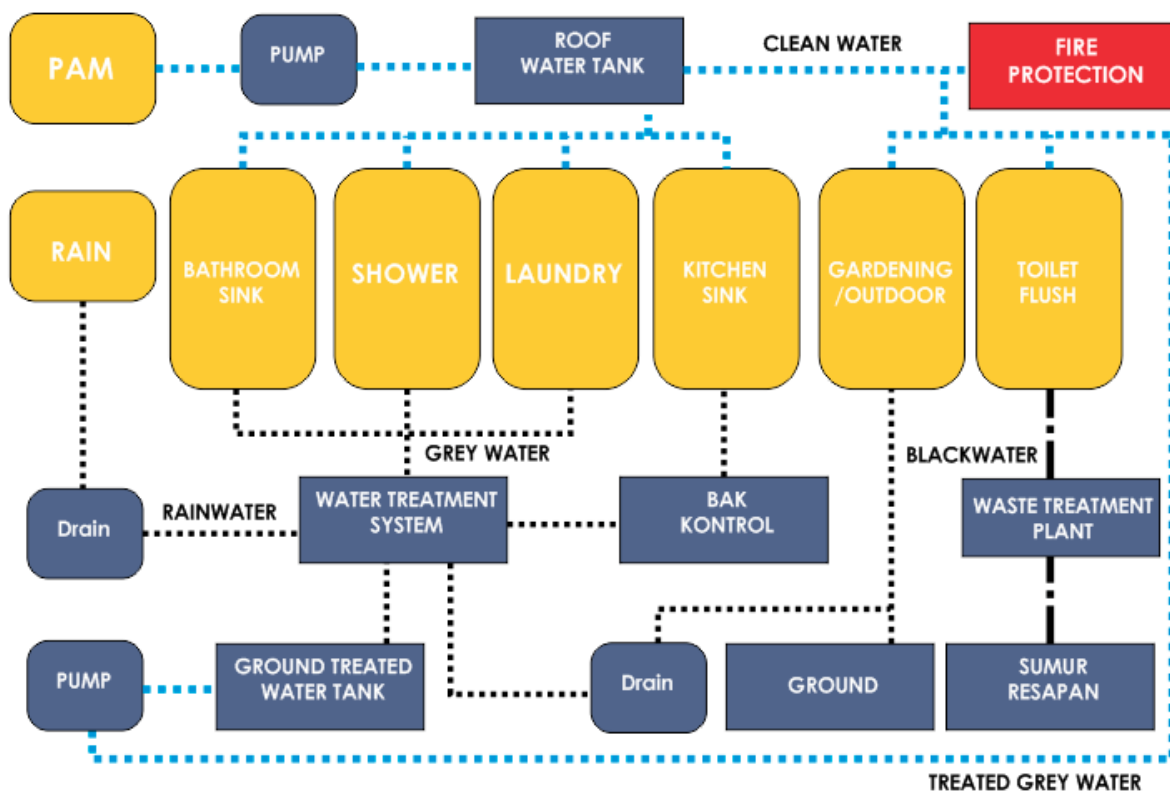 PAM
PUMP
ROOF
WATER TANK
CLEAN WATER
FIRE
PROTECTION
RAIN
BATHROOM
SINK
SHOWER
LAUNDRY
KITCHEN
SINK
GARDENING
/OUTDOOR
TOILET
FLUSH
GREY WATER
BLACKWATER
Drain
RAINWATER
WATER TREATMENT
SYSTEM
BAK
KONTROL
WASTE TREATMENT
PLANT
PUMP
GROUND TREATED
WATER TANK
Drain
GROUND
SUMUR
RESAPAN
TREATED GREY WATER